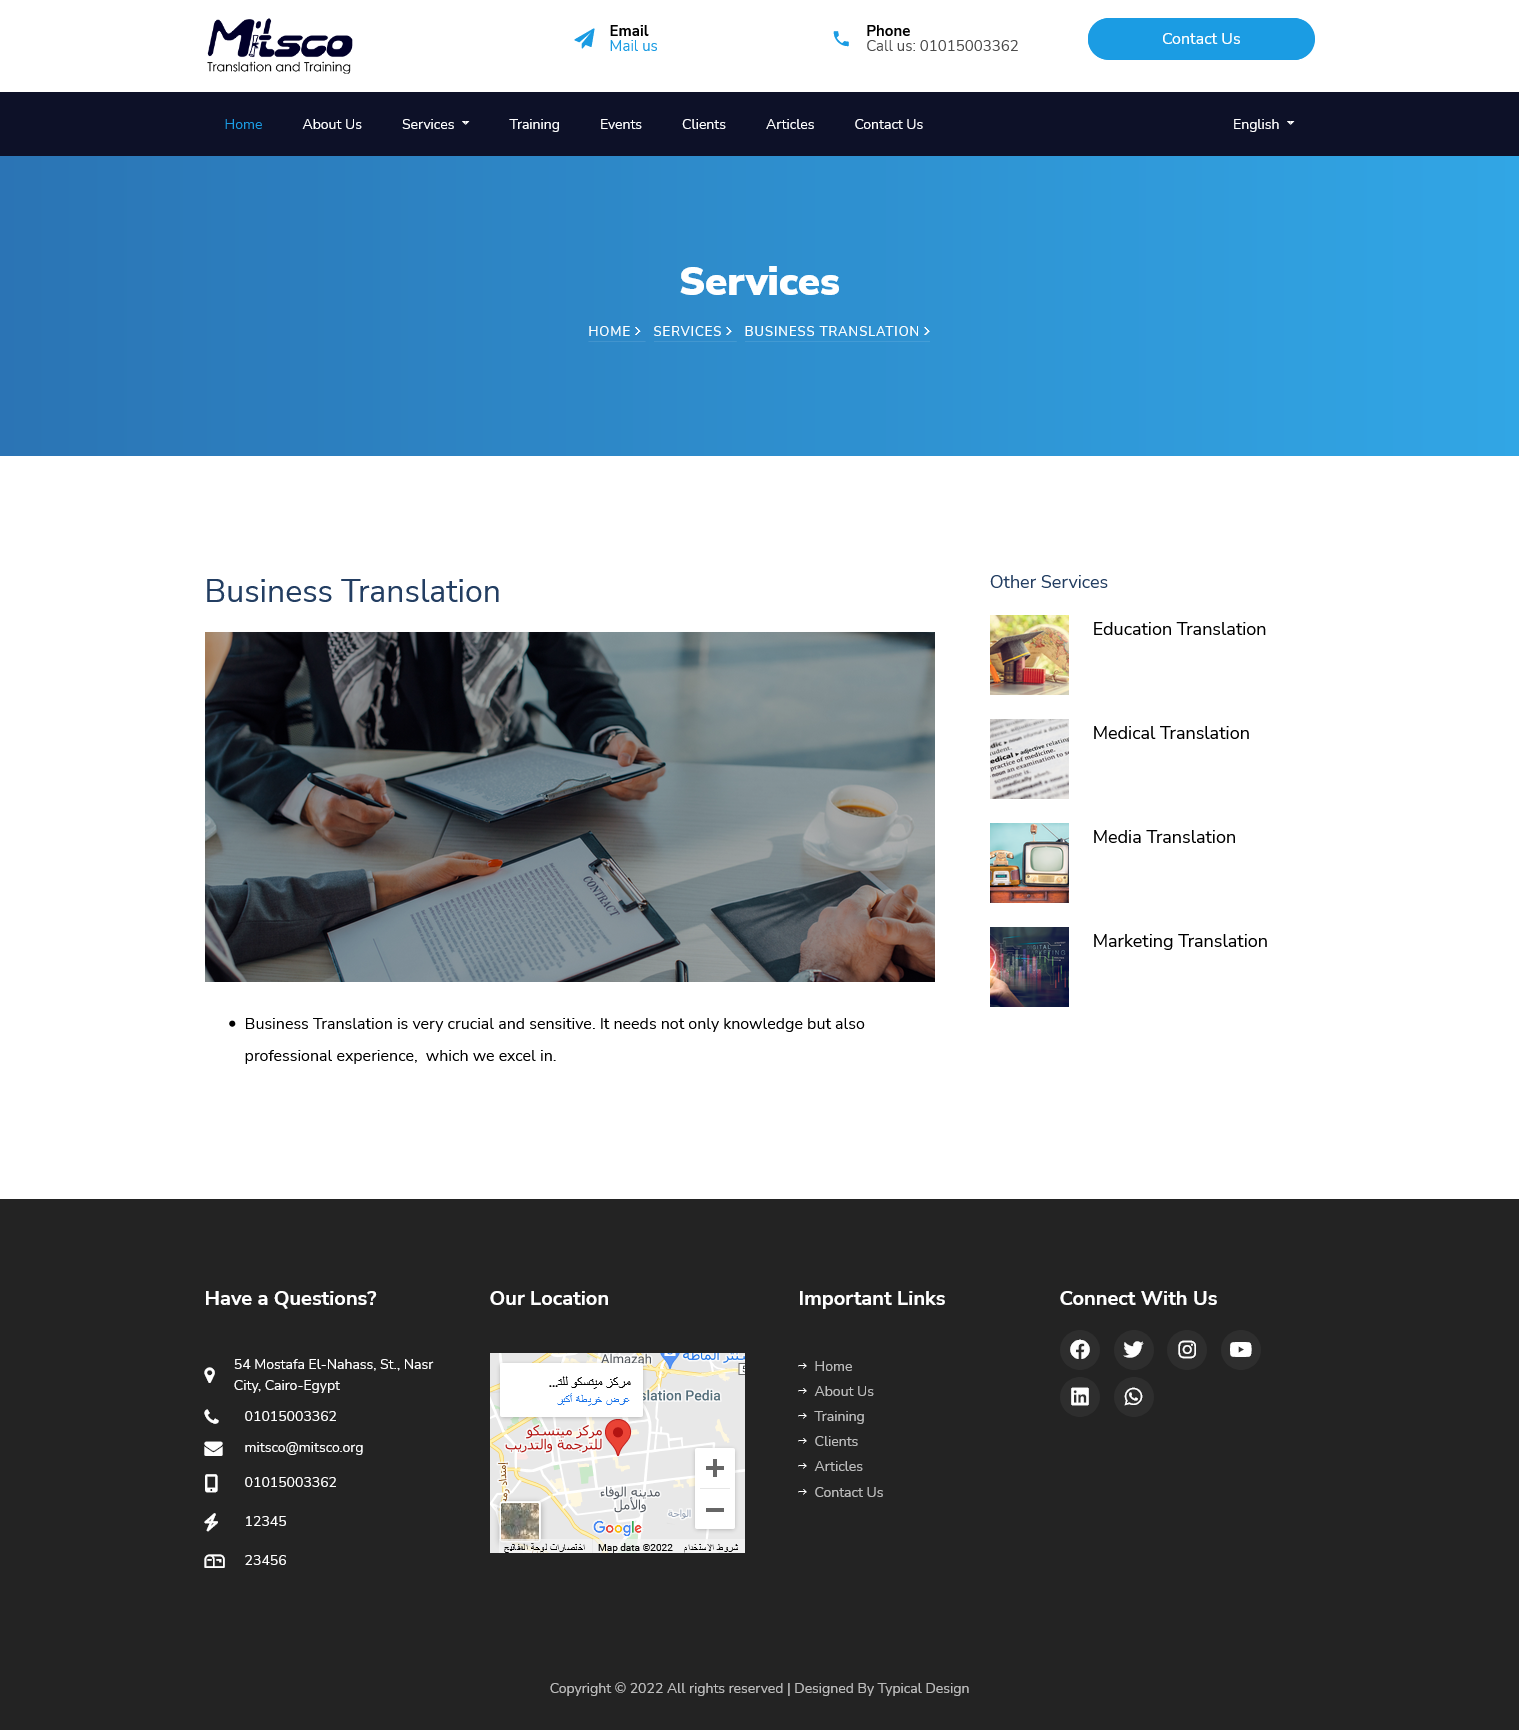 Mitsco
Translation and Training
Email
Mail us
Phone
Call us: 01015003362
Contact Us
Home
About Us
Services
Training
Events
Clients
Articles
Contact Us
English
Services
HOME
SERVICES
BUSINESS TRANSLATION
Business Translation
CONTRACT
• Business Translation is very crucial and sensitive. It needs not only knowledge but also
professional experience,  which we excel in.
Other Services
Education Translation
Medical Translation
Media Translation
Marketing Translation
Have a Questions?
54 Mostafa El-Nahass, St., Nasr
City, Cairo-Egypt
01015003362
mitsco@mitsco.org
01015003362
12345
23456
Our Location
Almazah
مركز ميتسكو للتـ...
عرض خريطة أكبر
slation Pedia
مركز ميتسكو
للترجمة والتدريب
مدينه الوفاء
والأمل
الواحة
Google
اختصارات لوحة المفاتيح
Map data ©2022
شروط الاستخدام
Important Links
Home
About Us
Training
Clients
Articles
Contact Us
Connect With Us
Copyright © 2022 All rights reserved | Designed By Typical Design